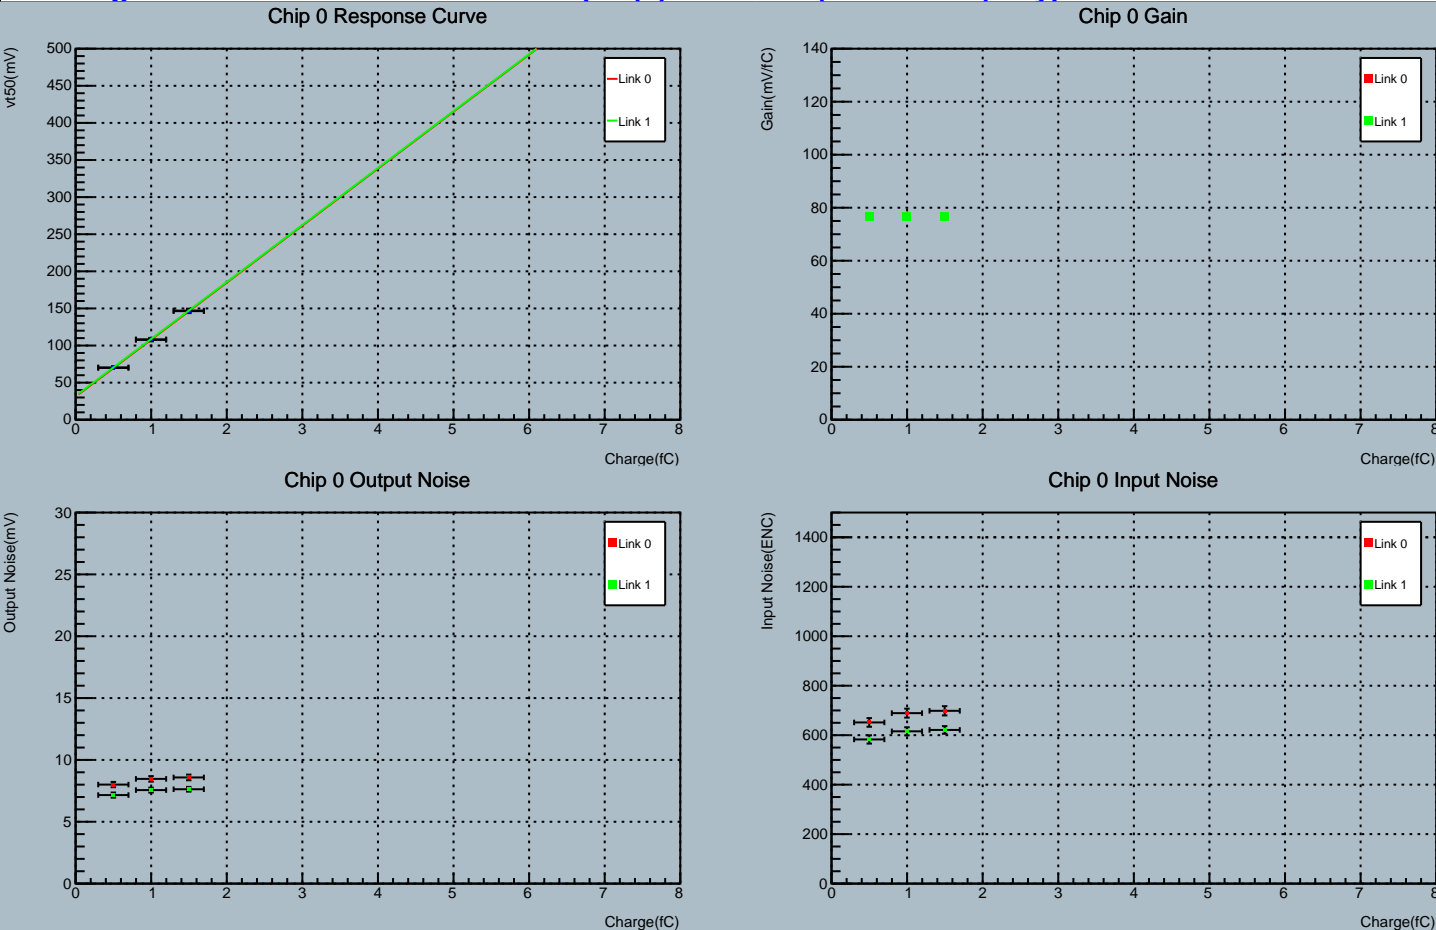 Chip 0 Response Curve
vt50(mV)
500
450
400
350
300
250
200
150
100
50
0
0 1 2 3 4 5 6 7 8
Charge(fC)
Link 0
Link 1
Chip 0 Gain
Gain(mV/fC)
140
120
100
80
60
40
20
0
0 1 2 3 4 5 6 7 8
Charge(fC)
Link 0
Link 1
Chip 0 Output Noise
Output Noise(mV)
30
25
20
15
10
5
0
0 1 2 3 4 5 6 7 8
Charge(fC)
Link 0
Link 1
Chip 0 Input Noise
Input Noise(ENC)
1400
1200
1000
800
600
400
200
0
0 1 2 3 4 5 6 7 8
Charge(fC)
Link 0
Link 1